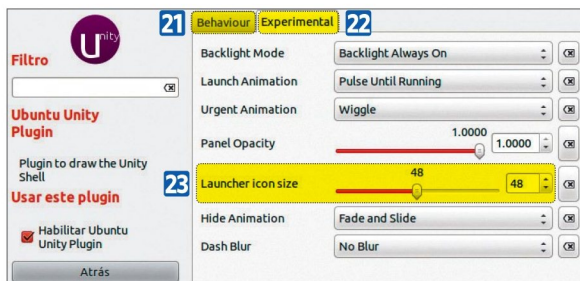 Unity
Filtro
Ubuntu Unity
Plugin
Plugin to draw the Unity
Shell
Usar este plugin
Habilitar Ubuntu
Unity Plugin
Atrás
21
Behaviour
Experimental
22
Backlight Mode
Backlight Always On
Launch Animation
Pulse Until Running
Urgent Animation
Wiggle
Panel Opacity
1.0000
1.0000
23
Launcher icon size
48
48
Hide Animation
Fade and Slide
Dash Blur
No Blur